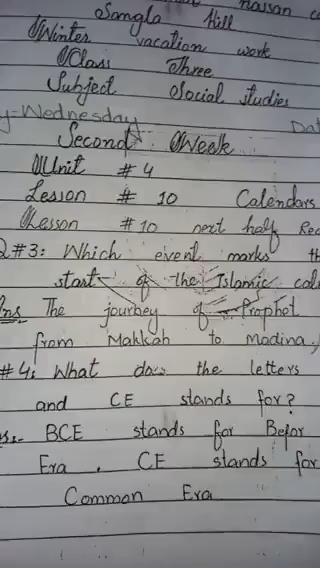 Hassan
Sangla Hill
Winter vacation work
Class Three
Subject Social studies
y-Wednesday
Second Week
Unit # 4
Lesson # 10 Calendars
Lesson # 10 next half
Q#3: Which event marks
start of the Islamic
Ans The journey of Prophet
from Makkah to Madina
#4: What does the letters
and CE stands for?
BCE stands for Befor
Era. CE stands for
Common Era